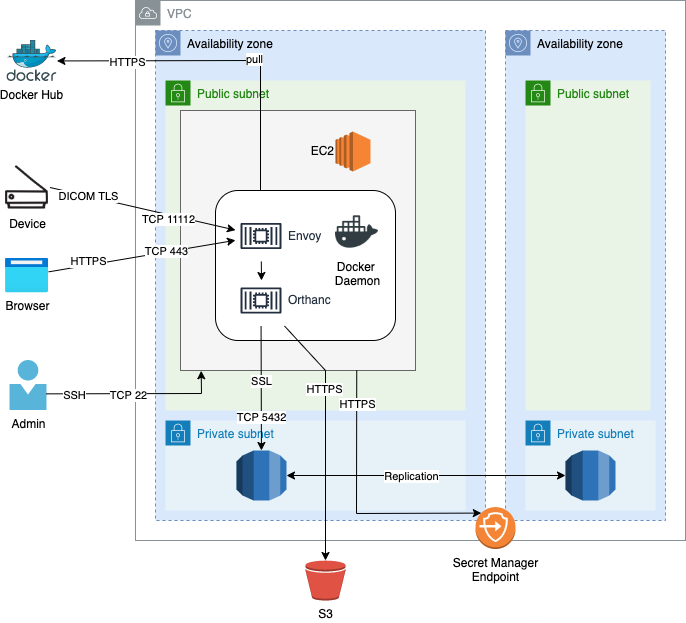 VPC
Availability zone
Availability zone
docker
Docker Hub
HTTPS
pull
Public subnet
Public subnet
EC2
DICOM TLS
Device
TCP 11112
Envoy
HTTPS
TCP 443
Docker
Daemon
Browser
Orthanc
SSL
HTTPS
HTTPS
SSH
TCP 22
Admin
TCP 5432
Private subnet
Private subnet
Replication
Secret Manager
Endpoint
S3